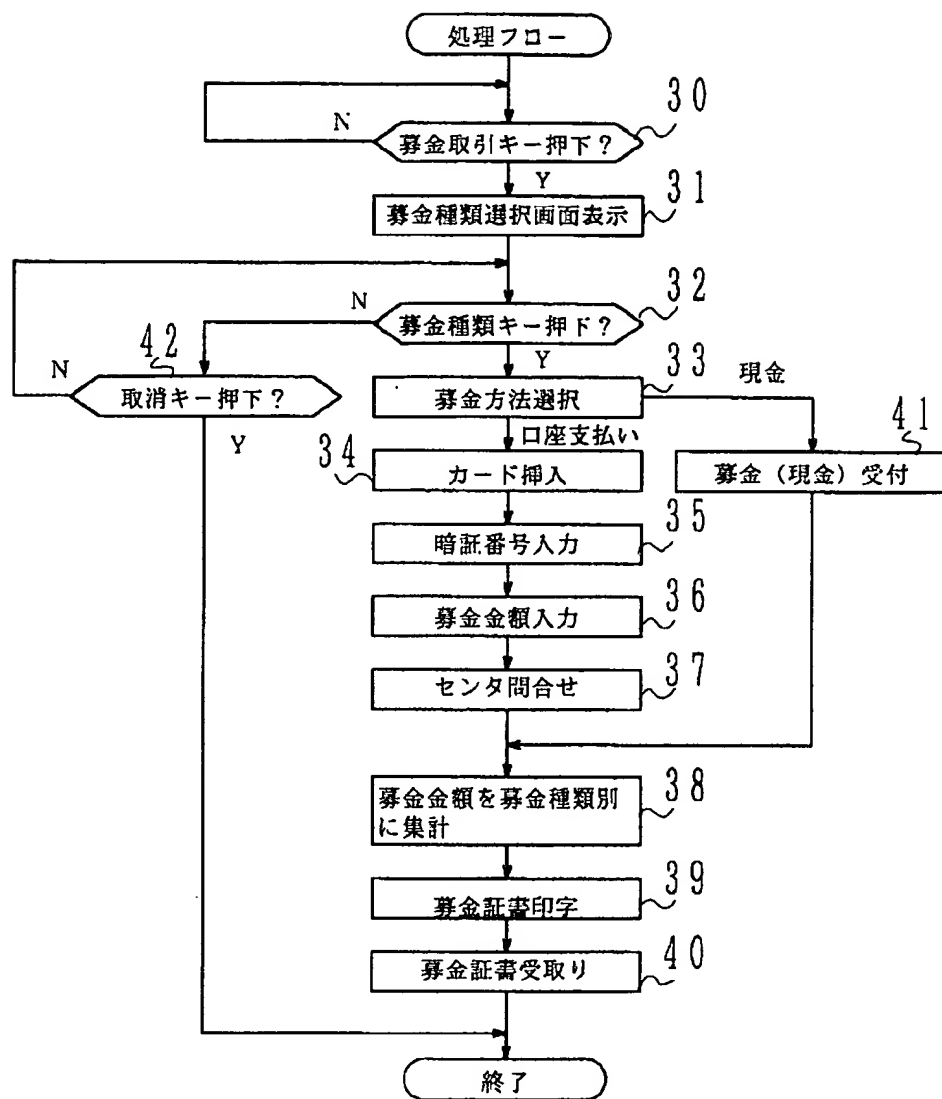 処理フロー
30
N
募金取引キー押下？
Y
31
募金種類選択画面表示
32
N
募金種類キー押下？
42
Y
33
現金
N
取消キー押下？
募金方法選択
41
Y
口座支払い
34
カード挿入
募金（現金）受付
35
暗証番号入力
36
募金金額入力
37
センタ問合せ
38
募金金額を募金種類別
に集計
39
募金証書印字
40
募金証書受取り
終了